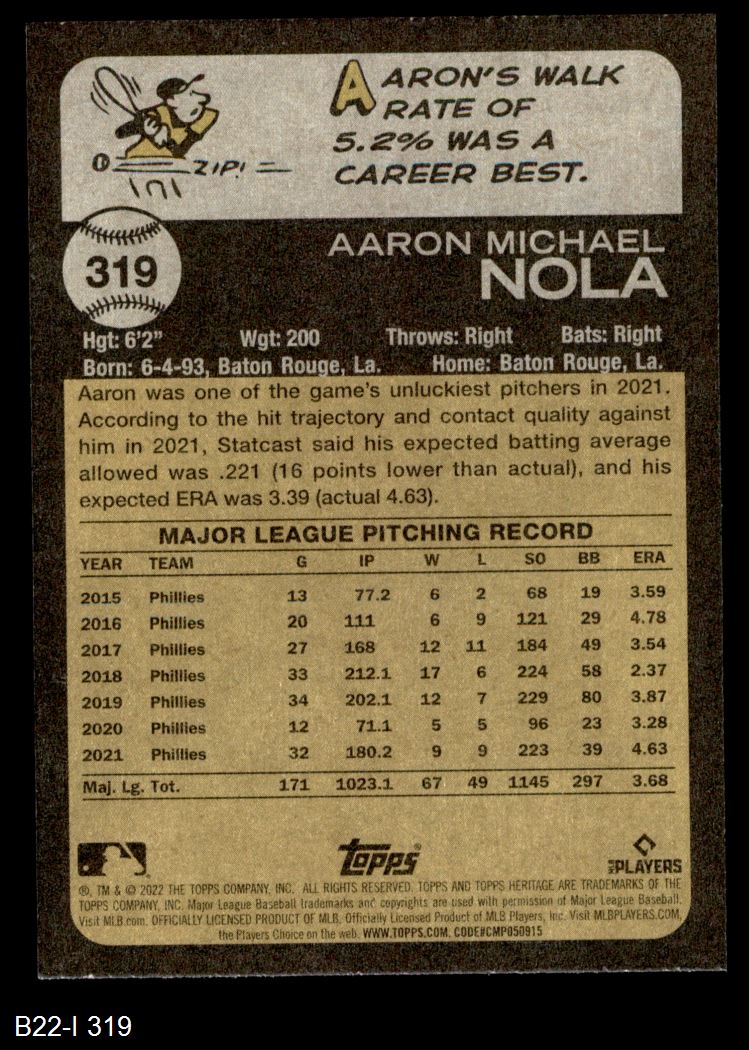 AARON'S WALK
RATE OF
5.2% WAS A
CAREER BEST.
ZIP!
319
AARON MICHAEL
NOLA
Hgt: 6'2" Wgt: 200 Throws: Right Bats: Right
Born: 6-4-93, Baton Rouge, La. Home: Baton Rouge, La.
Aaron was one of the game's unluckiest pitchers in 2021.
According to the hit trajectory and contact quality against
him in 2021, Statcast said his expected batting average
allowed was .221 (16 points lower than actual), and his
expected ERA was 3.39 (actual 4.63).
MAJOR LEAGUE PITCHING RECORD
YEAR TEAM G IP W L SO BB ERA
2015 Phillies 13 77.2 6 2 68 19 3.59
2016 Phillies 20 111 6 9 121 29 4.78
2017 Phillies 27 168 12 11 184 49 3.54
2018 Phillies 33 212.1 17 6 224 58 2.37
2019 Phillies 34 202.1 12 7 229 80 3.87
2020 Phillies 12 71.1 5 5 96 23 3.28
2021 Phillies 32 180.2 9 9 223 39 4.63
Maj. Lg. Tot. 171 1023.1 67 49 1145 297 3.68
Topps
PLAYERS
®, TM & © 2022 THE TOPPS COMPANY, INC. ALL RIGHTS RESERVED. TOPPS AND TOPPS HERITAGE ARE TRADEMARKS OF THE
TOPPS COMPANY, INC. Major League Baseball trademarks and copyrights are used with permission of Major League Baseball.
Visit MLB.com. OFFICIALLY LICENSED PRODUCT OF MLB. Officially Licensed Product of MLB Players, Inc. Visit MLBPLAYERS.COM,
the Players Choice on the web. WWW.TOPPS.COM. CODE#CMP050915
B22-I 319